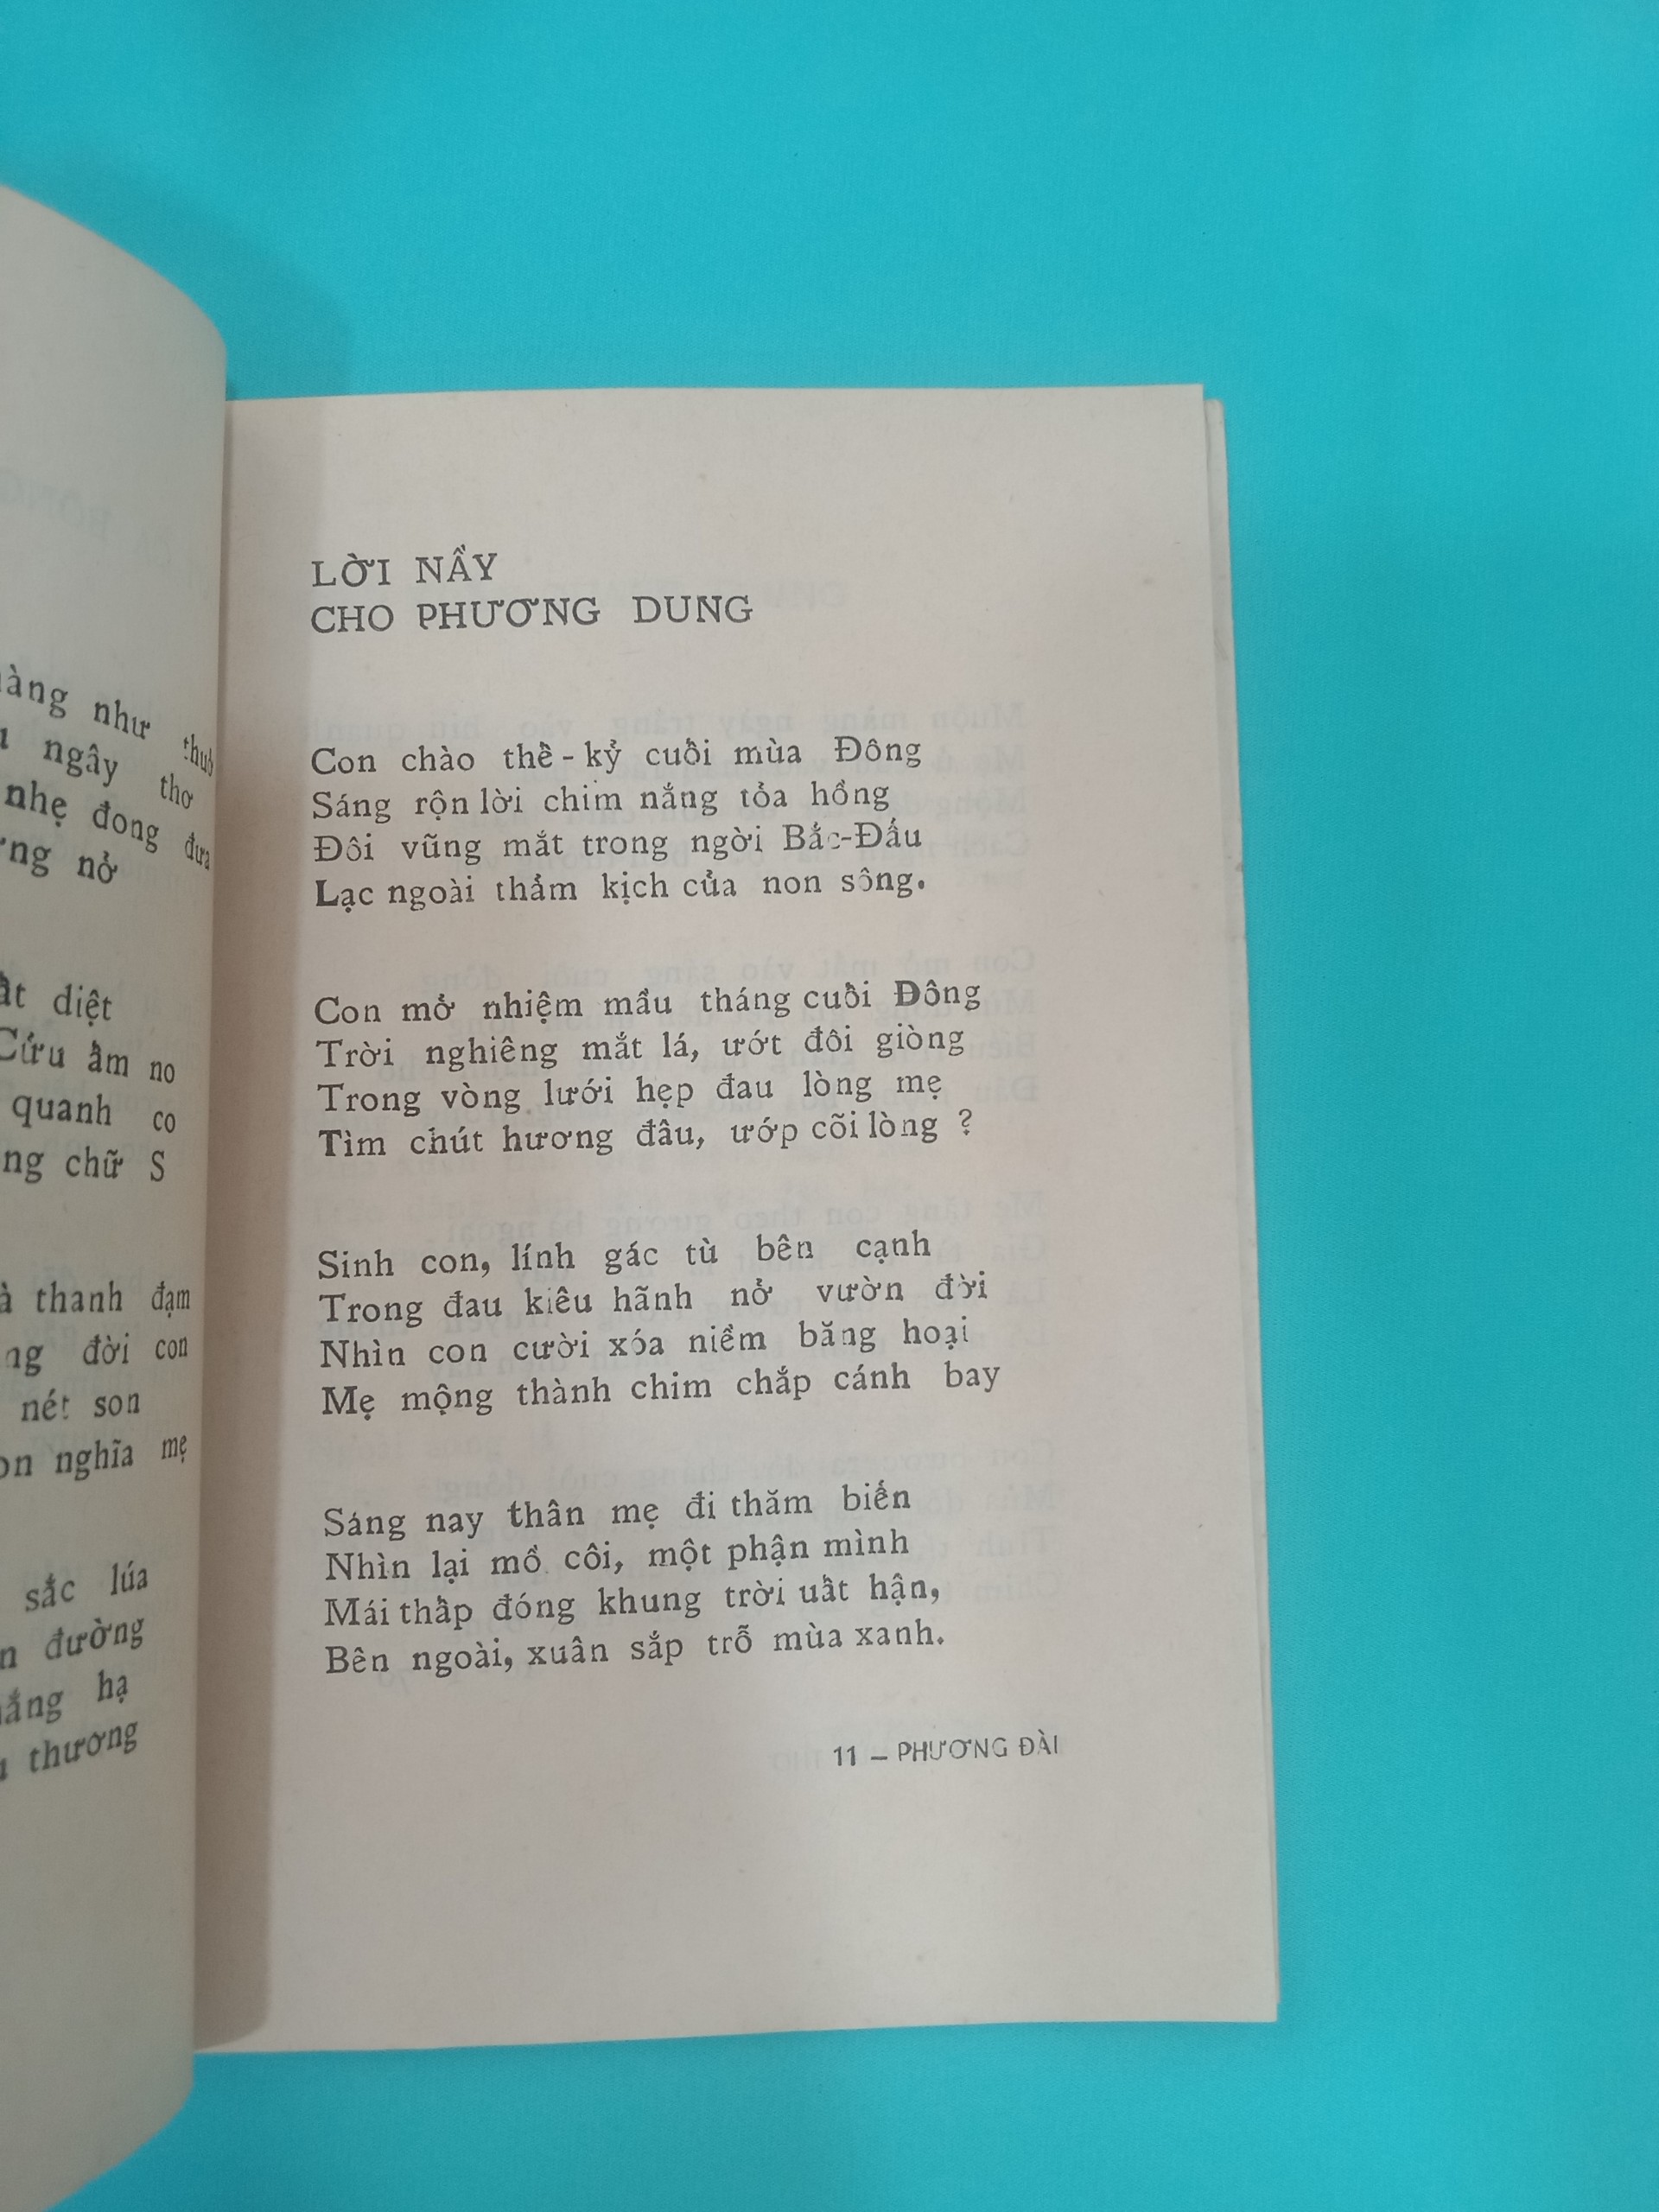 àng như
ngây thơ
nhẹ đong đưa
ng nở
diệt
Cứu ấm no
quanh co
ng chữ S
thanh đạm
ng đời con
nét son
nghĩa mẹ
sắc lúa
đường
hạ
thương
LỜI NẦY
CHO PHƯƠNG DUNG
Con chào thế-kỷ cuối mùa Đông
Sáng rộn lời chim nắng tỏa hồng
Đôi vũng mắt trong ngời Bắc-Đấu
Lạc ngoài thảm kịch của non sông.
Con mở nhiệm mầu tháng cuối Đông
Trời nghiêng mắt lá, ướt đôi giòng
Trong vòng lưới hẹp đau lòng mẹ
Tìm chút hương đâu, ướp cõi lòng ?
Sinh con, lính gác tù bên cạnh
Trong đau kiêu hãnh nở vườn đời
Nhìn con cười xóa niềm băng hoại
Mẹ mộng thành chim chắp cánh bay
Sáng nay thân mẹ đi thăm biến
Nhìn lại mồ côi, một phận mình
Mái thấp đóng khung trời uất hận,
Bên ngoài, xuân sắp trỗ mùa xanh.
11 – PHƯƠNG ĐÀI